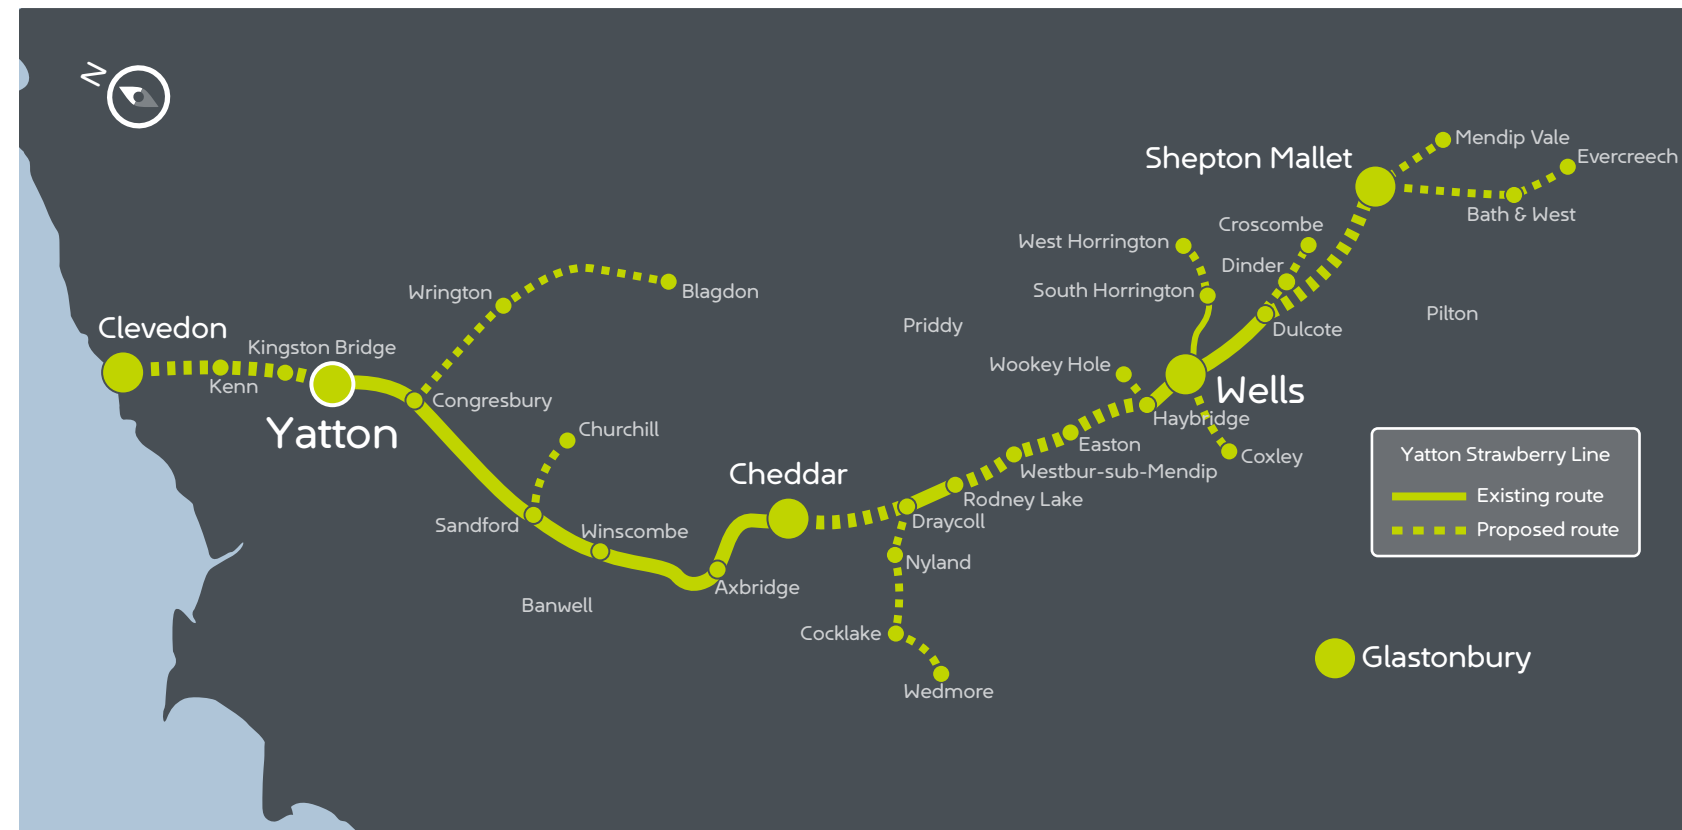 N
Mendip Vale
Shepton Mallet
Evercreech
Bath & West
Croscombe
West Horrington
Dinder
South Horrington
Wrington
Blagdon
Pilton
Priddy
Dulcote
Clevedon
Kingston Bridge
Wookey Hole
Kenn
Wells
Congresbury
Haybridge
Yatton
Churchill
Easton
Coxley
Yatton Strawberry Line
Westbur-sub-Mendip
Cheddar
Existing route
Rodney Lake
Sandford
Draycoll
Winscombe
Proposed route
Nyland
Axbridge
Banwell
Cocklake
Glastonbury
Wedmore